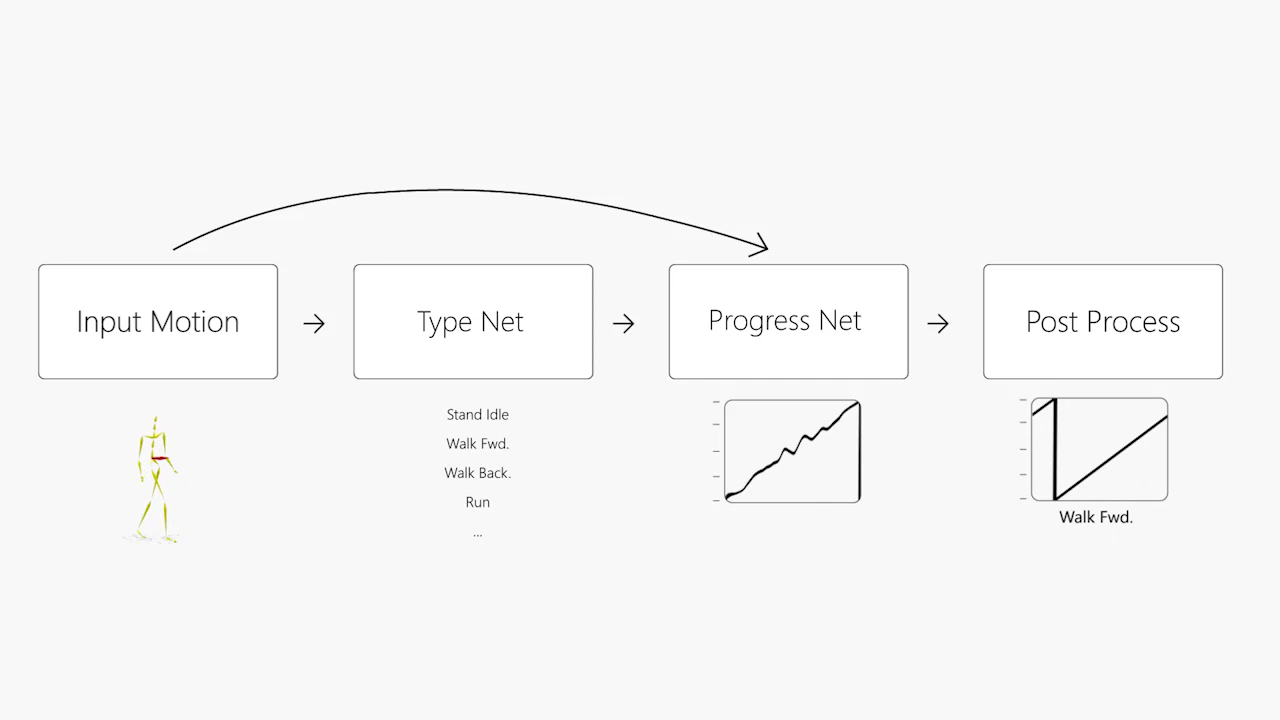 Input Motion
Type Net
Progress Net
Post Process
Stand Idle
Walk Fwd.
Walk Back.
Run
...
Walk Fwd.